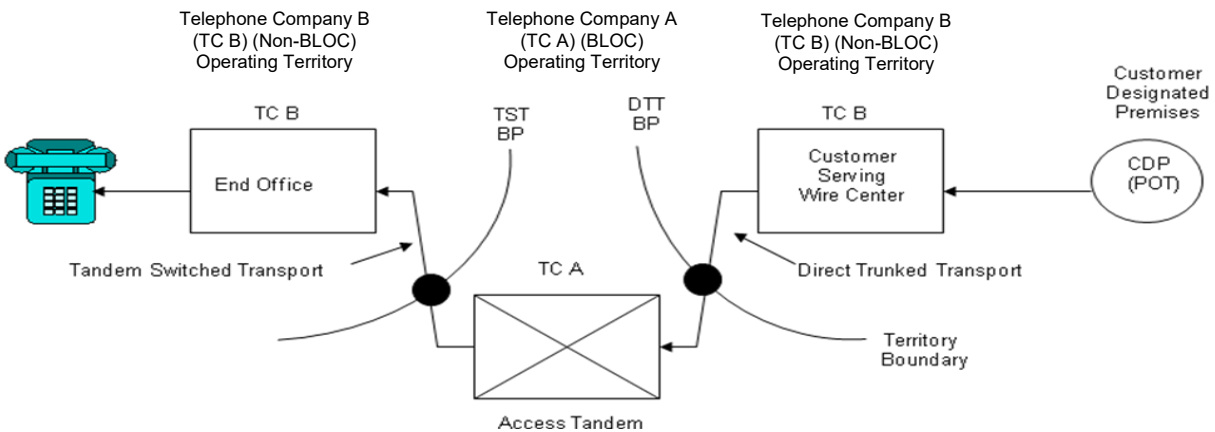 Telephone Company B
(TC B) (Non-BLOC)
Operating Territory
Telephone Company A
(TC A) (BLOC)
Operating Territory
Telephone Company B
(TC B) (Non-BLOC)
Operating Territory
Customer
Designated
Premises
TC B
TST
BP
DTT
BP
TC B
End Office
Customer
Serving
Wire Center
CDP
(POT)
Tandem Switched Transport
TC A
Direct Trunked Transport
Territory
Boundary
Access Tandem